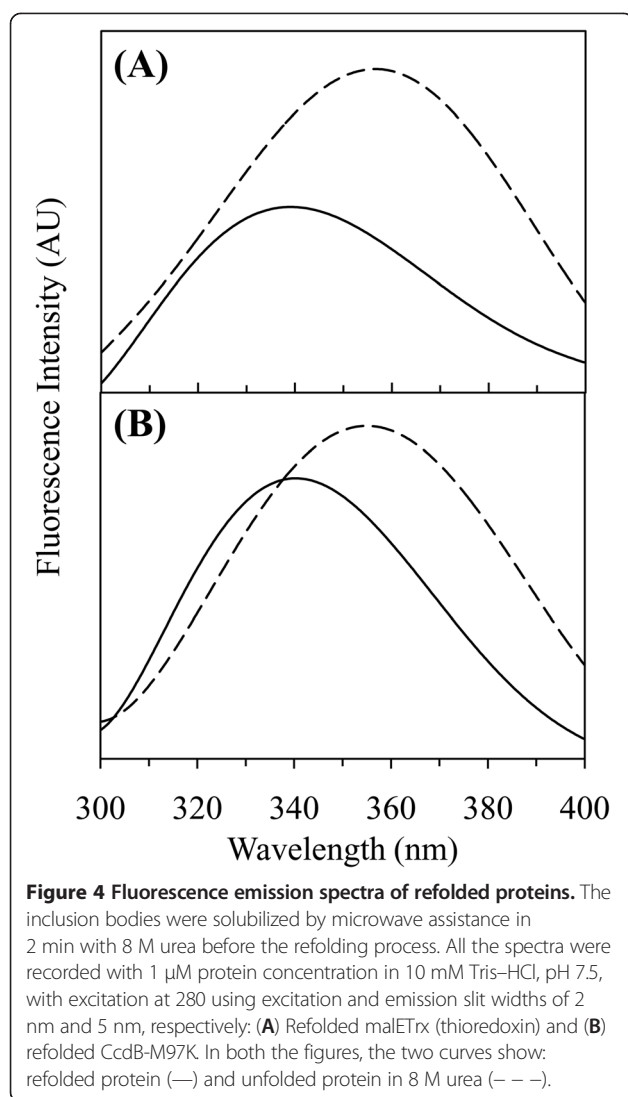 (A)
(B)
Fluorescence Intensity (AU)
300 320 340 360 380 400
Wavelength (nm)
Figure 4 Fluorescence emission spectra of refolded proteins. The
inclusion bodies were solubilized by microwave assistance in
2 min with 8 M urea before the refolding process. All the spectra were
recorded with 1 μM protein concentration in 10 mM Tris–HCl, pH 7.5,
with excitation at 280 using excitation and emission slit widths of 2
nm and 5 nm, respectively: (A) Refolded malETrx (thioredoxin) and (B)
refolded CcdB-M97K. In both the figures, the two curves show:
refolded protein (—) and unfolded protein in 8 M urea (– – –).